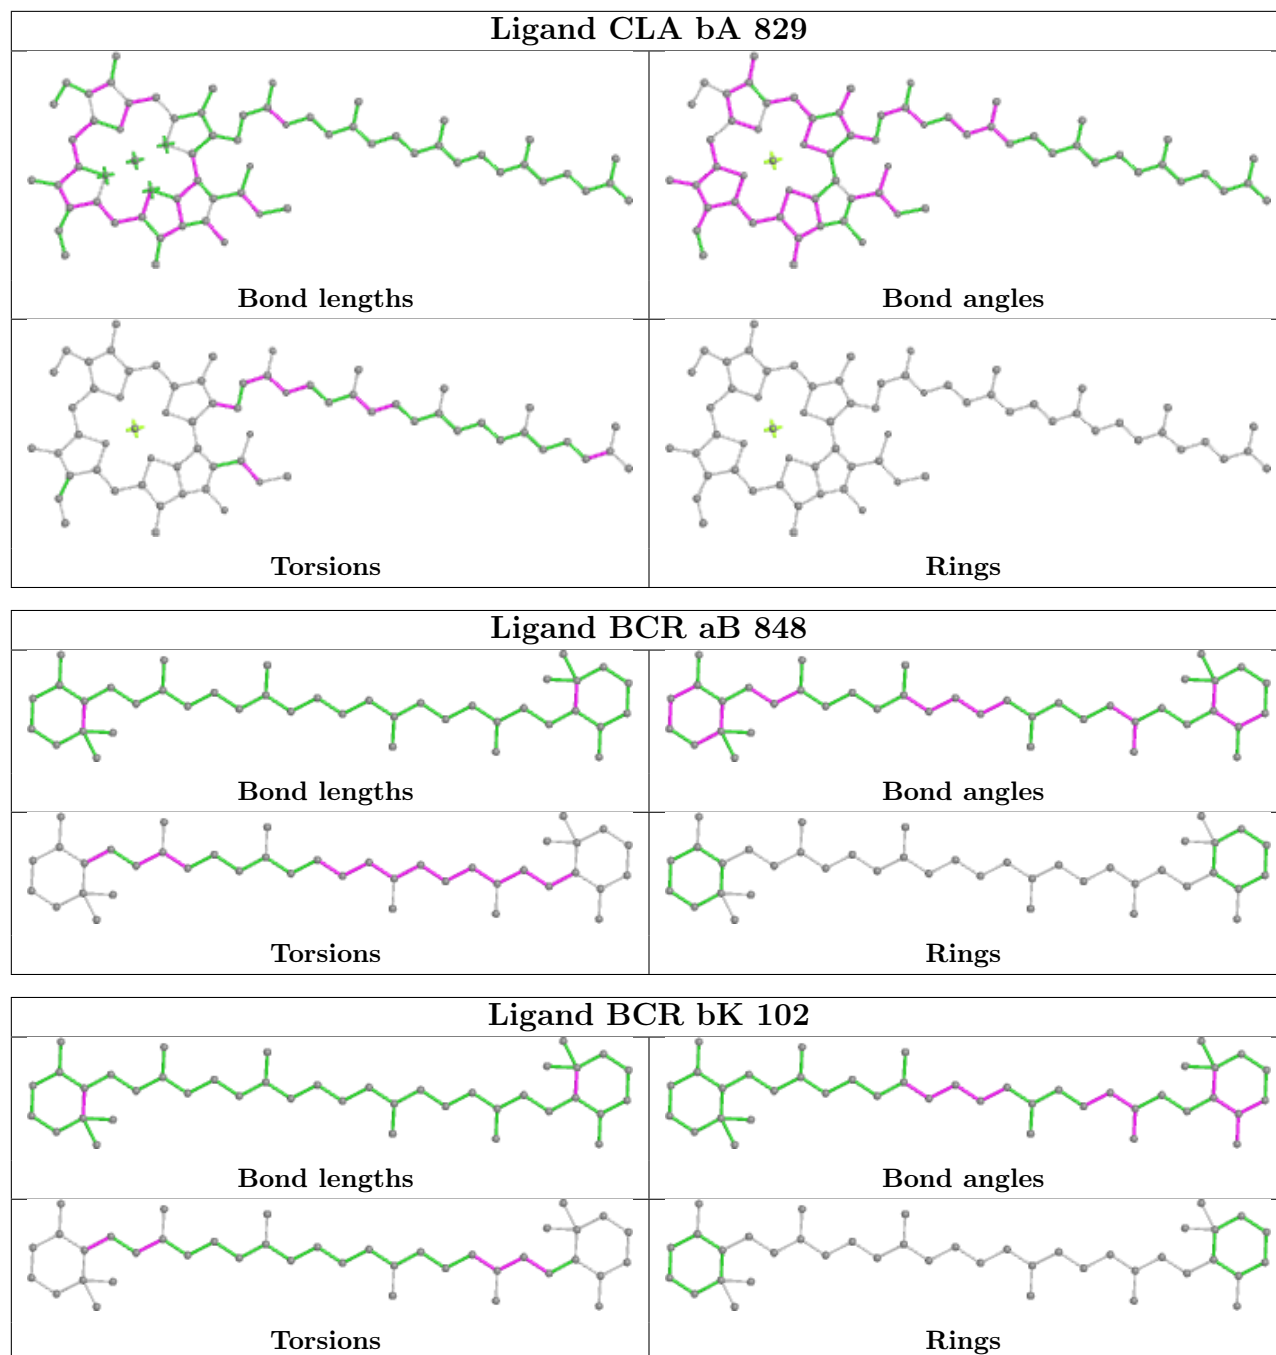 Ligand CLA bA 829
Bond lengths
Bond angles
Torsions
Rings
Ligand BCR aB 848
Bond lengths
Bond angles
Torsions
Rings
Ligand BCR bK 102
Bond lengths
Bond angles
Torsions
Rings